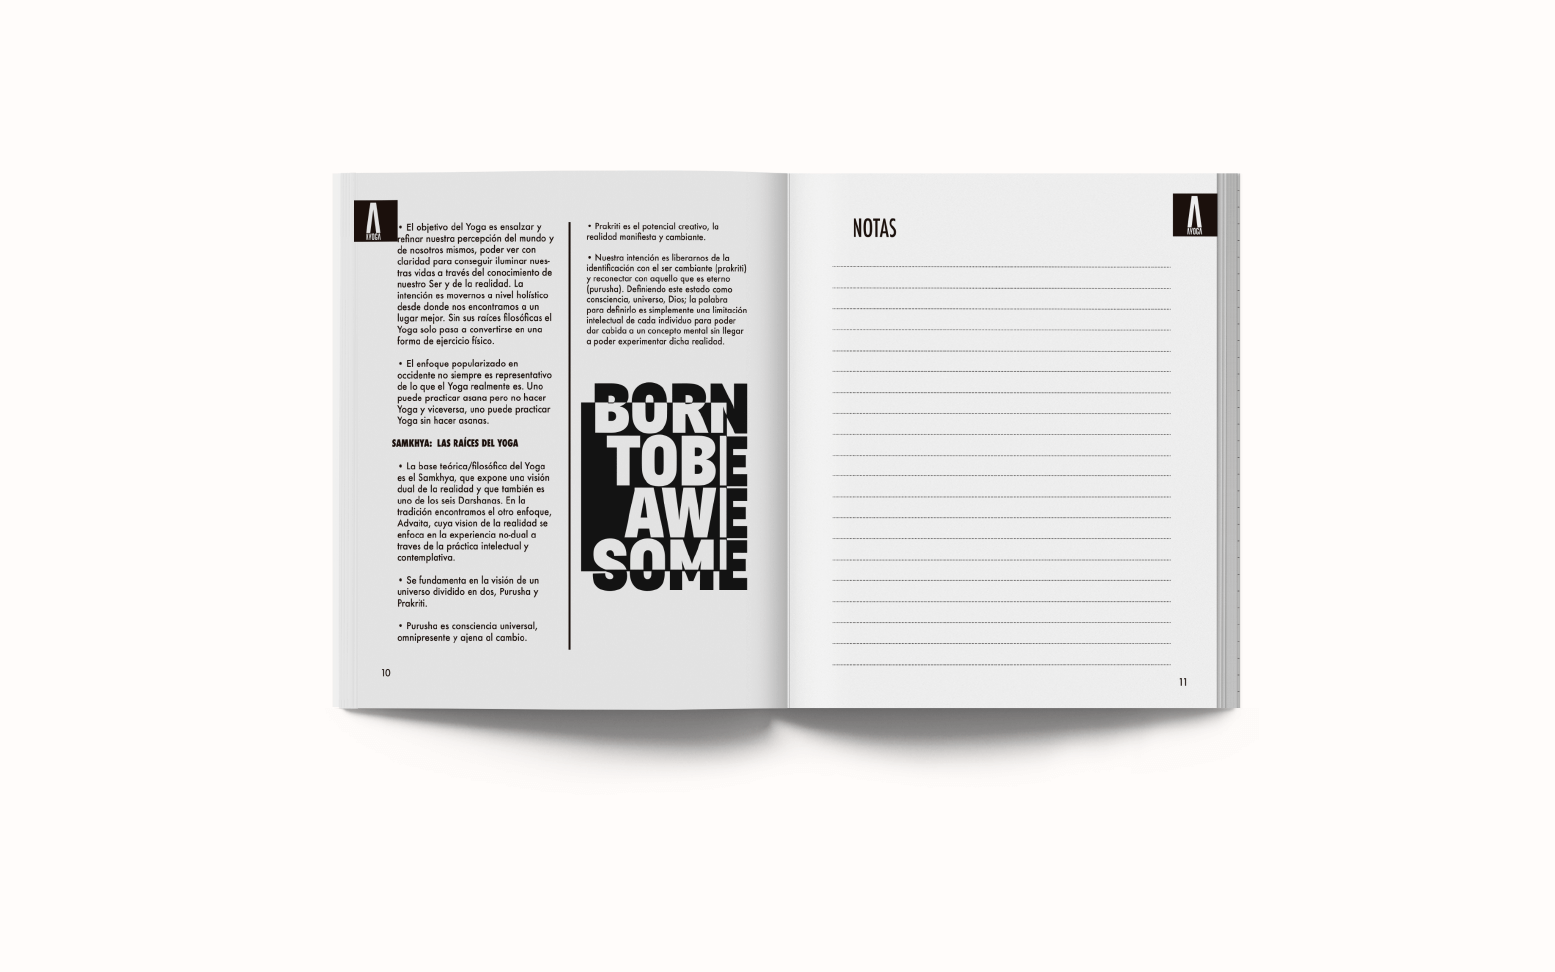 AYOGA
• El objetivo del Yoga es ensalzar y
refinar nuestra percepción del mundo y
de nosotros mismos, poder ver con
claridad para conseguir iluminar nues-
tras vidas a través del conocimiento de
nuestro Ser y de la realidad. La
intención es movernos a nivel holístico
desde donde nos encontramos a un
lugar mejor. Sin sus raíces filosóficas el
Yoga solo pasa a convertirse en una
forma de ejercicio físico.
• El enfoque popularizado en
occidente no siempre es representativo
de lo que el Yoga realmente es. Uno
puede practicar asana pero no hacer
Yoga y viceversa, uno puede practicar
Yoga sin hacer asanas.
SAMKHYA: LAS RAÍCES DEL YOGA
• La base teórica/filosófica del Yoga
es el Samkhya, que expone una visión
dual de la realidad y que también es
uno de los seis Darshanas. En la
tradición encontramos el otro enfoque,
Advaita, cuya vision de la realidad se
enfoca en la experiencia no-dual a
traves de la práctica intelectual y
contemplativa.
• Se fundamenta en la visión de un
universo dividido en dos, Purusha y
Prakriti.
• Purusha es consciencia universal,
omnipresente y ajena al cambio.
10
• Prakriti es el potencial creativo, la
realidad manifiesta y cambiante.
• Nuestra intención es liberarnos de la
identificación con el ser cambiante (prakriti)
y reconectar con aquello que es eterno
(purusha). Definiendo este estado como
consciencia, universo, Dios; la palabra
para definirlo es simplemente una limitación
intelectual de cada individuo para poder
dar cabida a un concepto mental sin llegar
a poder experimentar dicha realidad.
BORN
TOBE
AWE
SOME
NOTAS
AYOGA
11